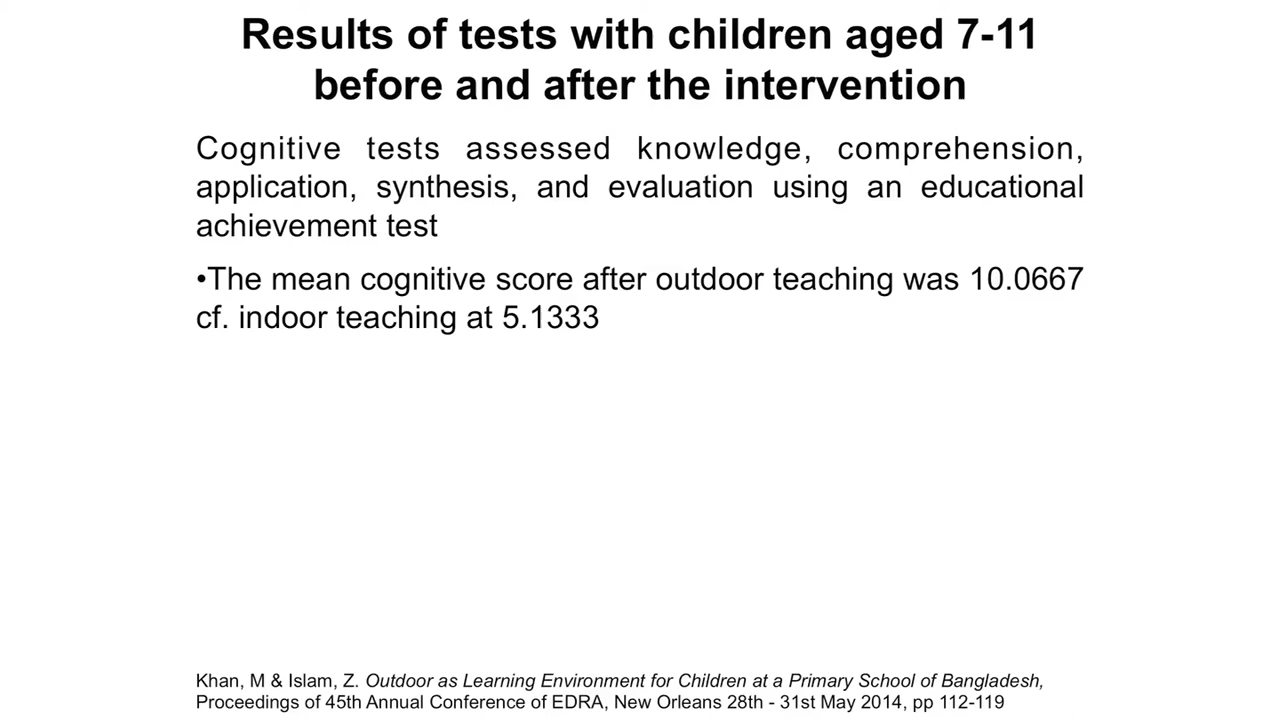 Results of tests with children aged 7-11
before and after the intervention
Cognitive tests assessed knowledge, comprehension,
application, synthesis, and evaluation using an educational
achievement test
•The mean cognitive score after outdoor teaching was 10.0667
cf. indoor teaching at 5.1333
Khan, M & Islam, Z. Outdoor as Learning Environment for Children at a Primary School of Bangladesh,
Proceedings of 45th Annual Conference of EDRA, New Orleans 28th - 31st May 2014, pp 112-119